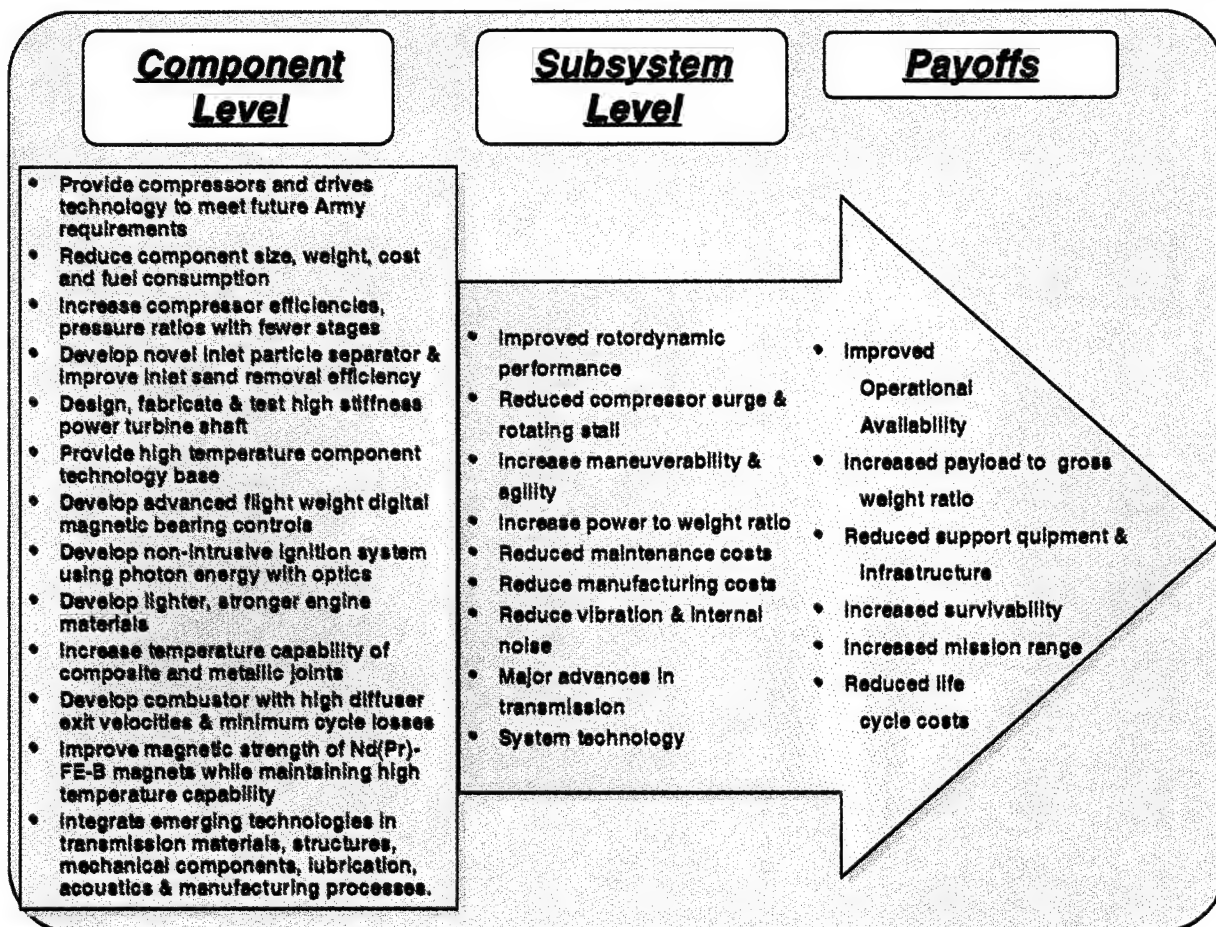 Component
Level
Subsystem
Level
Payoffs
• Provide compressors and drives
technology to meet future Army
requirements
• Reduce component size, weight, cost
and fuel consumption
• Increase compressor efficiencies,
pressure ratios with fewer stages
• Develop novel inlet particle separator &
improve inlet sand removal efficiency
• Design, fabricate & test high stiffness
power turbine shaft
• Provide high temperature component
technology base
• Develop advanced flight weight digital
magnetic bearing controls
• Develop non-intrusive ignition system
using photon energy with optics
• Develop lighter, stronger engine
materials
• Increase temperature capability of
composite and metallic joints
• Develop combustor with high diffuser
exit velocities & minimum cycle losses
• Improve magnetic strength of Nd(Pr)-
FE-B magnets while maintaining high
temperature capability
• Integrate emerging technologies in
transmission materials, structures,
mechanical components, lubrication,
acoustics & manufacturing processes.
• Improved rotordynamic
performance
• Reduced compressor surge &
rotating stall
• Increase maneuverability &
agility
• Increase power to weight ratio
• Reduced maintenance costs
• Reduce manufacturing costs
• Reduce vibration & internal
noise
• Major advances in
transmission
• System technology
• Improved
Operational
Availability
• Increased payload to gross
weight ratio
• Reduced support quipment &
infrastructure
• Increased survivability
• Increased mission range
• Reduced life
cycle costs